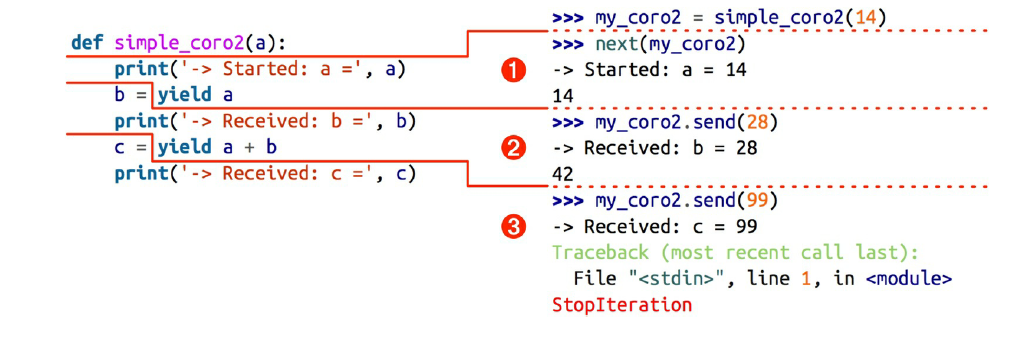 def simple_coro2(a):
    print('-> Started: a =', a)
    b = yield a
    print('-> Received: b =', b)
    c = yield a + b
    print('-> Received: c =', c)
>>> my_coro2 = simple_coro2(14)
1
>>> next(my_coro2)
-> Started: a = 14
14
2
>>> my_coro2.send(28)
-> Received: b = 28
42
3
>>> my_coro2.send(99)
-> Received: c = 99
Traceback (most recent call last):
  File "<stdin>", line 1, in <module>
StopIteration